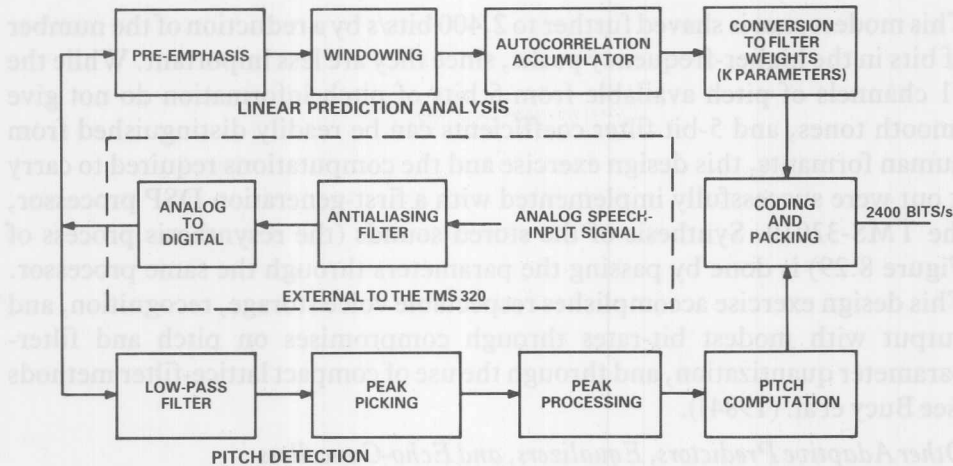 PRE-EMPHASIS
WINDOWING
AUTOCORRELATION
ACCUMULATOR
CONVERSION
TO FILTER
WEIGHTS
(K PARAMETERS)
LINEAR PREDICTION ANALYSIS
ANALOG
TO
DIGITAL
ANTIALIASING
FILTER
ANALOG SPEECH-
INPUT SIGNAL
CODING
AND
PACKING
2400 BITS/s
EXTERNAL TO THE TMS 320
LOW-PASS
FILTER
PEAK
PICKING
PEAK
PROCESSING
PITCH
COMPUTATION
PITCH DETECTION